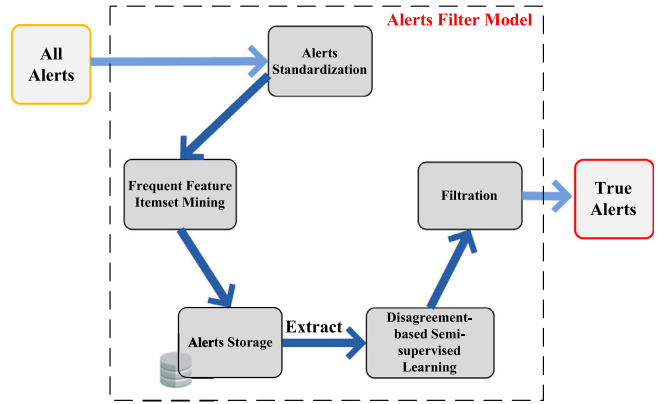 Alerts Filter Model
All
Alerts
Alerts
Standardization
Frequent Feature
Itemset Mining
Filtration
True
Alerts
Alerts Storage
Extract
Disagreement-
based Semi-
supervised
Learning